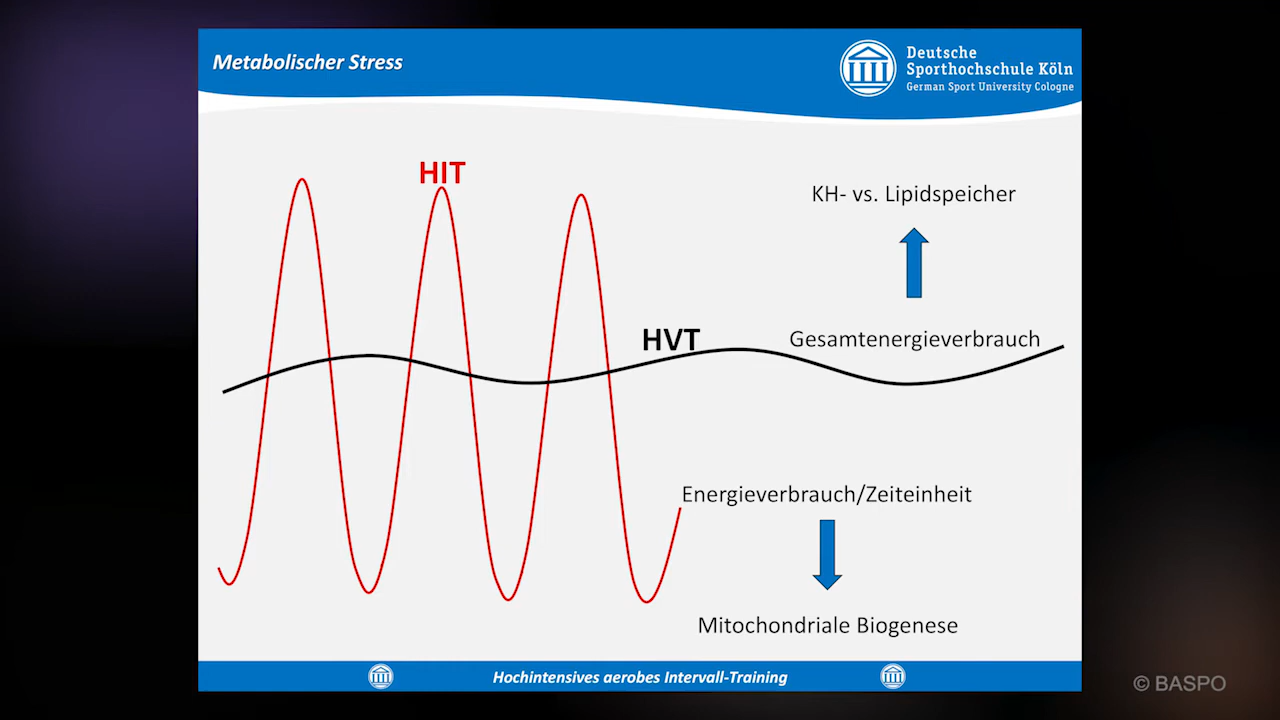 Metabolischer Stress
Deutsche
Sporthochschule Köln
German Sport University Cologne
HIT
KH- vs. Lipidspeicher
HVT
Gesamtenergieverbrauch
Energieverbrauch/Zeiteinheit
Mitochondriale Biogenese
Hochintensives aerobes Intervall-Training
© BASPO